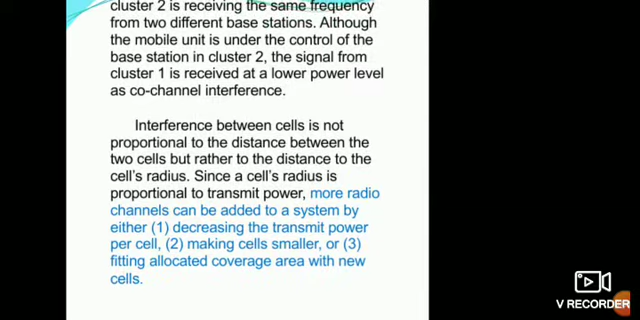 cluster 2 is receiving the same frequency
from two different base stations. Although
the mobile unit is under the control of the
base station in cluster 2, the signal from
cluster 1 is received at a lower power level
as co-channel interference.
Interference between cells is not
proportional to the distance between the
two cells but rather to the distance to the
cell's radius. Since a cell's radius is
proportional to transmit power, more radio
channels can be added to a system by
either (1) decreasing the transmit power
per cell, (2) making cells smaller, or (3)
fitting allocated coverage area with new
cells.
V RECORDER